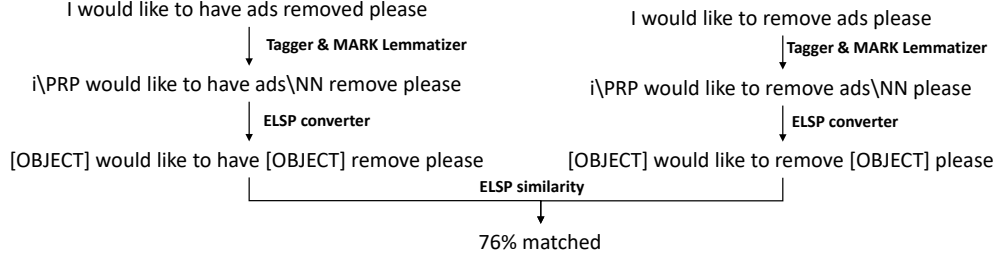 I would like to have ads removed please
I would like to remove ads please
Tagger & MARK Lemmatizer
Tagger & MARK Lemmatizer
i\PRP would like to have ads\NN remove please
i\PRP would like to remove ads\NN please
ELSP converter
ELSP converter
[OBJECT] would like to have [OBJECT] remove please
[OBJECT] would like to remove [OBJECT] please
ELSP similarity
76% matched